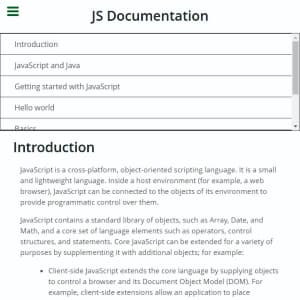 JS Documentation
Introduction
JavaScript and Java
Getting started with JavaScript
Hello world
Basics
Introduction
JavaScript is a cross-platform, object-oriented scripting language. It is a small
and lightweight language. Inside a host environment (for example, a web
browser), JavaScript can be connected to the objects of its environment to
provide programmatic control over them.
JavaScript contains a standard library of objects, such as Array, Date, and
Math, and a core set of language elements such as operators, control
structures, and statements. Core JavaScript can be extended for a variety of
purposes by supplementing it with additional objects; for example:
• Client-side JavaScript extends the core language by supplying objects
to control a browser and its Document Object Model (DOM). For
example, client-side extensions allow an application to place